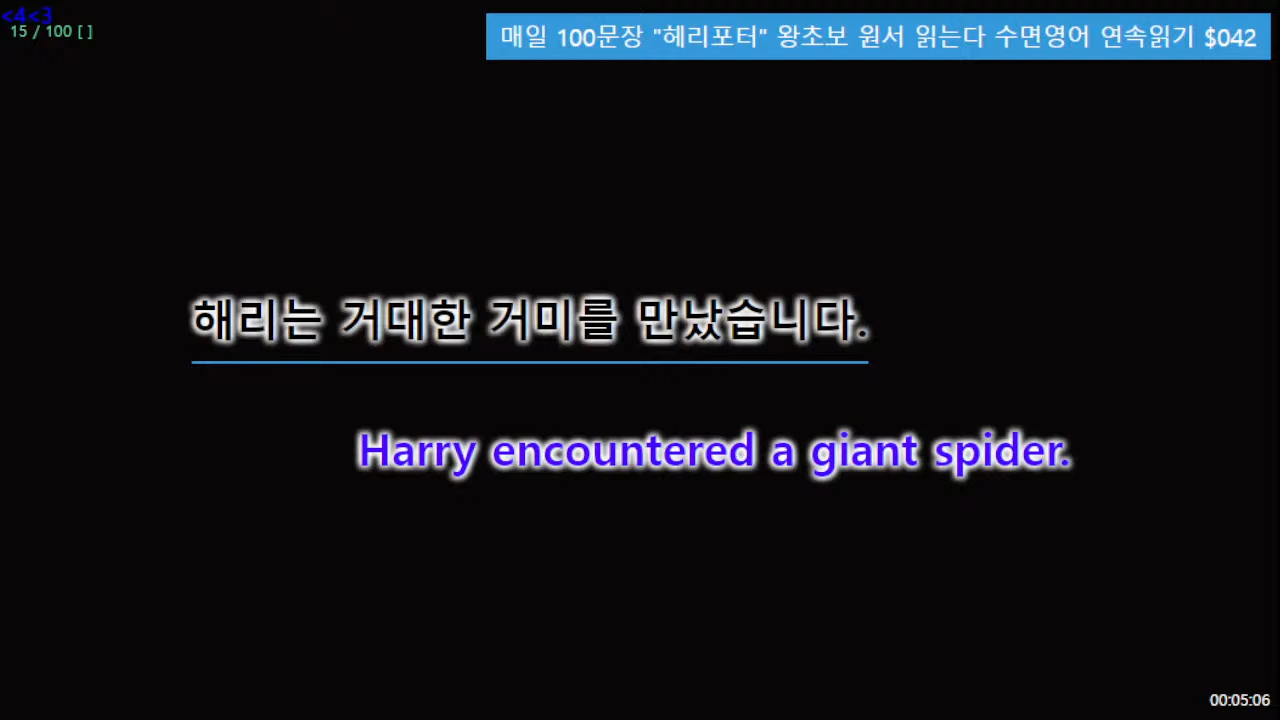 <4<3
15 / 100 [ ]
매일 100문장 "헤리포터" 왕초보 원서 읽는다 수면영어 연속읽기 $042
해리는 거대한 거미를 만났습니다.
Harry encountered a giant spider.
00:05:06